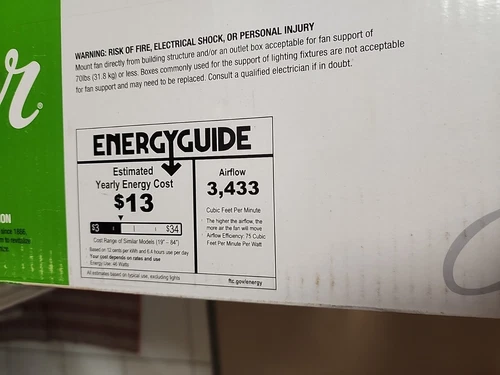 WARNING: RISK OF FIRE, ELECTRICAL SHOCK, OR PERSONAL INJURY
Mount fan directly from building structure and/or an outlet box acceptable for fan support of
70lbs (31.8 kg) or less. Boxes commonly used for the support of lighting fixtures are not acceptable
for fan support and may need to be replaced. Consult a qualified electrician if in doubt.
r®
ENERGYGUIDE
Estimated
Yearly Energy Cost
$13
$3 $34
Cost Range of Similar Models (19" – 84")
Based on 12 cents per kWh and 6.4 hours use per day
Your cost depends on rates and use
Energy Use: 46 Watts
All estimates based on typical use, excluding lights
Airflow
3,433
Cubic Feet Per Minute
• The higher the airflow, the
more air the fan will move
• Airflow Efficiency: 75 Cubic
Feet Per Minute Per Watt
ftc.gov/energy
ON
since 1886,